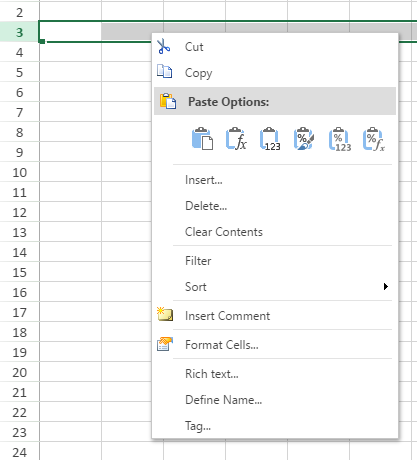 2
3
4
5
6
7
8
9
10
11
12
13
14
15
16
17
18
19
20
21
22
23
24
Cut
Copy
Paste Options:
fx 123 % %123 %fx
Insert...
Delete...
Clear Contents
Filter
Sort
Insert Comment
Format Cells...
Rich text...
Define Name...
Tag...